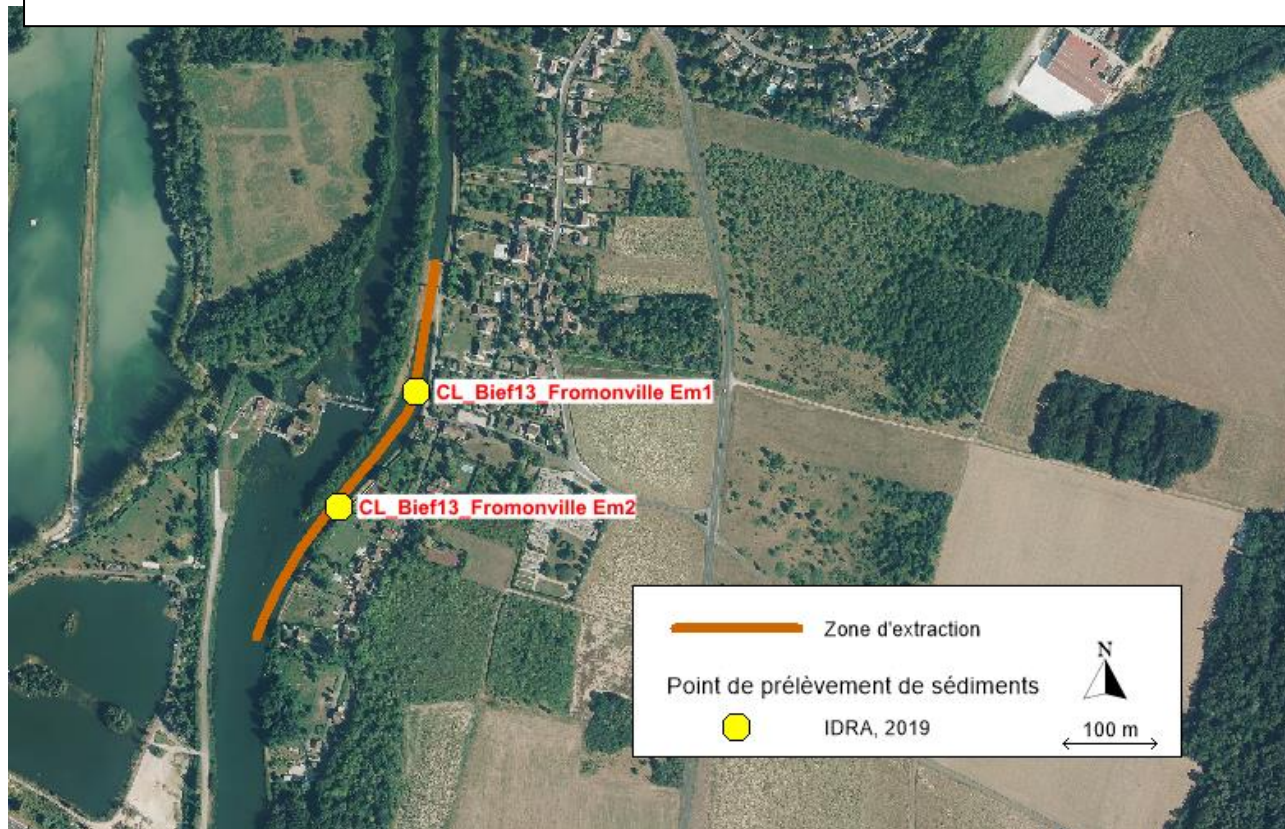 CL_Bief13_Fromonville Em1
CL_Bief13_Fromonville Em2
Zone d'extraction
N
Point de prélèvement de sédiments
IDRA, 2019
100 m